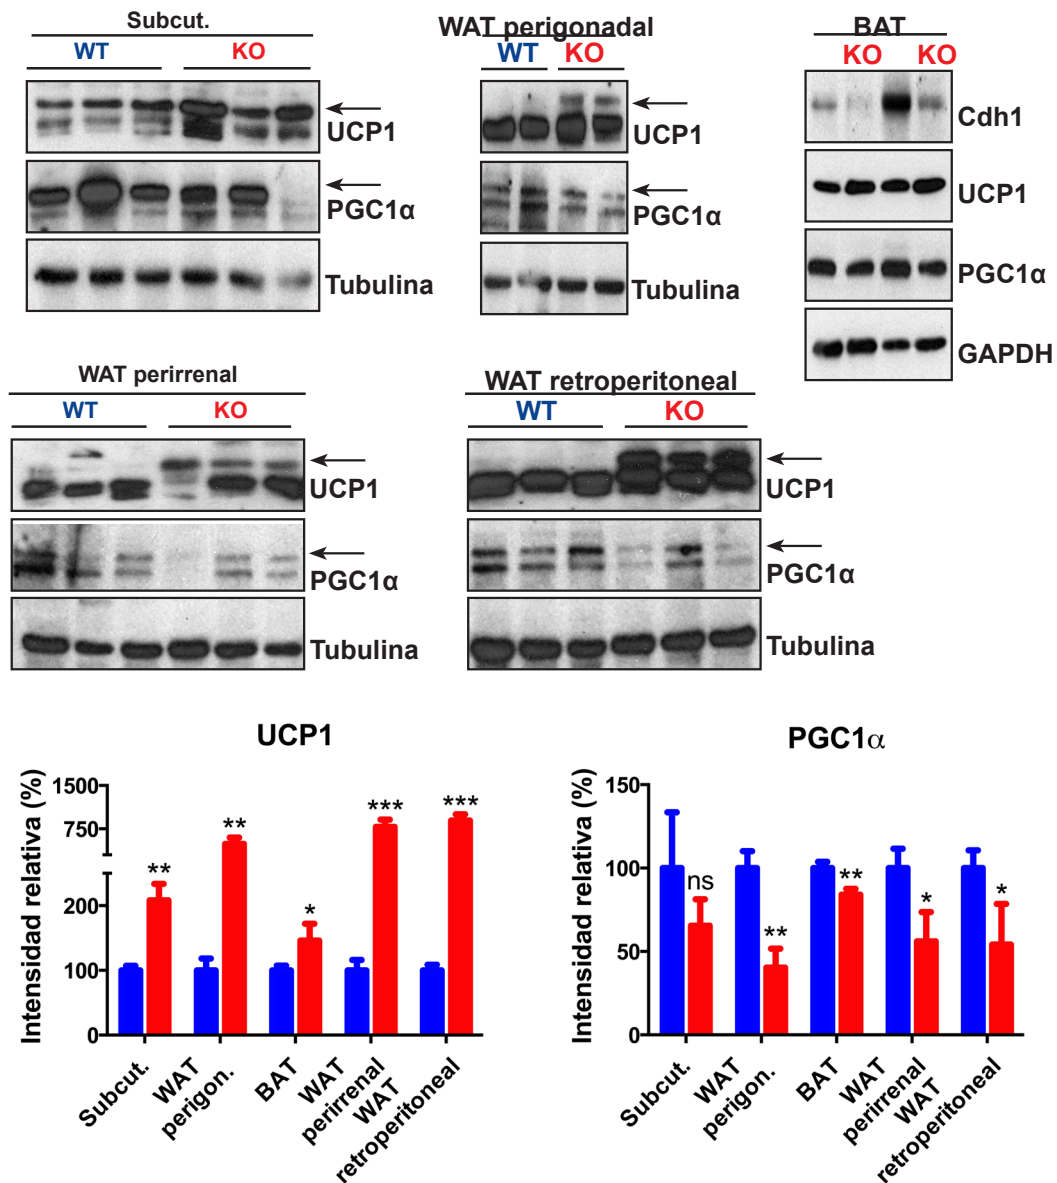 Subcut.
WT KO
UCP1
PGC1α
Tubulina
WAT perigonadal
WT KO
UCP1
PGC1α
Tubulina
BAT
KO KO
Cdh1
UCP1
PGC1α
GAPDH
WAT perirrenal
WT KO
UCP1
PGC1α
Tubulina
WAT retroperitoneal
WT KO
UCP1
PGC1α
Tubulina
UCP1
Intensidad relativa (%)
1500
750
200
100
0
**
**
*
***
***
Subcut.
WAT
perigon.
BAT
WAT
perirrenal
WAT
retroperitoneal
PGC1α
Intensidad relativa (%)
150
100
50
0
ns
**
**
*
*
Subcut.
WAT
perigon.
BAT
WAT
perirrenal
WAT
retroperitoneal